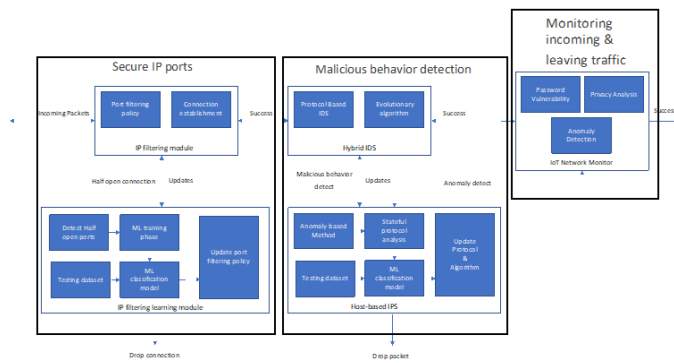 Monitoring
incoming &
leaving traffic
Secure IP ports
Malicious behavior detection
Port filtering
policy
Connection
establishment
IP filtering module
Protocol Based
IDS
Evolutionary
algorithm
Hybrid IDS
Password
Vulnerability
Privacy Analysis
Anomaly
Detection
IoT Network Monitor
Incoming Packets
Success
Success
Succes
Half open connection
Updates
Malicious behavior
detect
Updates
Anomaly detect
Detect Half
open ports
ML training
phase
Testing dataset
ML
classification
model
Update port
filtering policy
IP filtering learning module
Anomaly based
Method
Stateful
protocol
analysis
Testing dataset
ML
classification
model
Update
Protocol
&
Algorithm
Host-based IPS
Drop connection
Drop packet